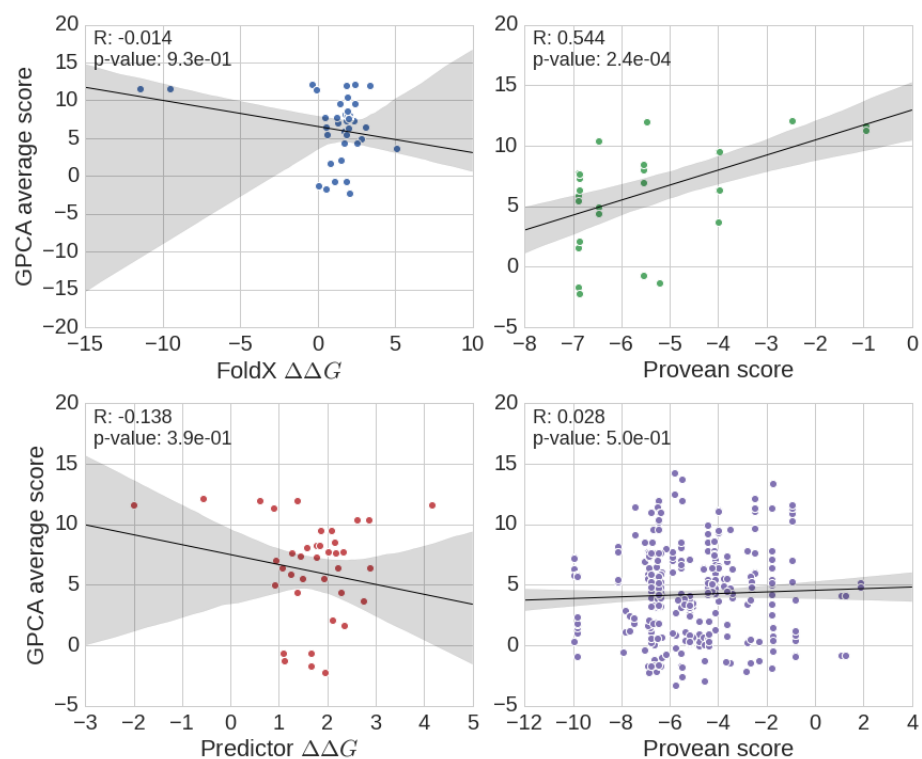 R: -0.014
p-value: 9.3e-01
20
15
10
5
0
−5
−10
−15
−20
GPCA average score
−15 −10 −5 0 5 10
FoldX ΔΔG
R: 0.544
p-value: 2.4e-04
20
15
10
5
0
−5
−8 −7 −6 −5 −4 −3 −2 −1 0
Provean score
R: -0.138
p-value: 3.9e-01
20
15
10
5
0
−5
GPCA average score
−3 −2 −1 0 1 2 3 4 5
Predictor ΔΔG
R: 0.028
p-value: 5.0e-01
20
15
10
5
0
−5
−12 −10 −8 −6 −4 −2 0 2 4
Provean score